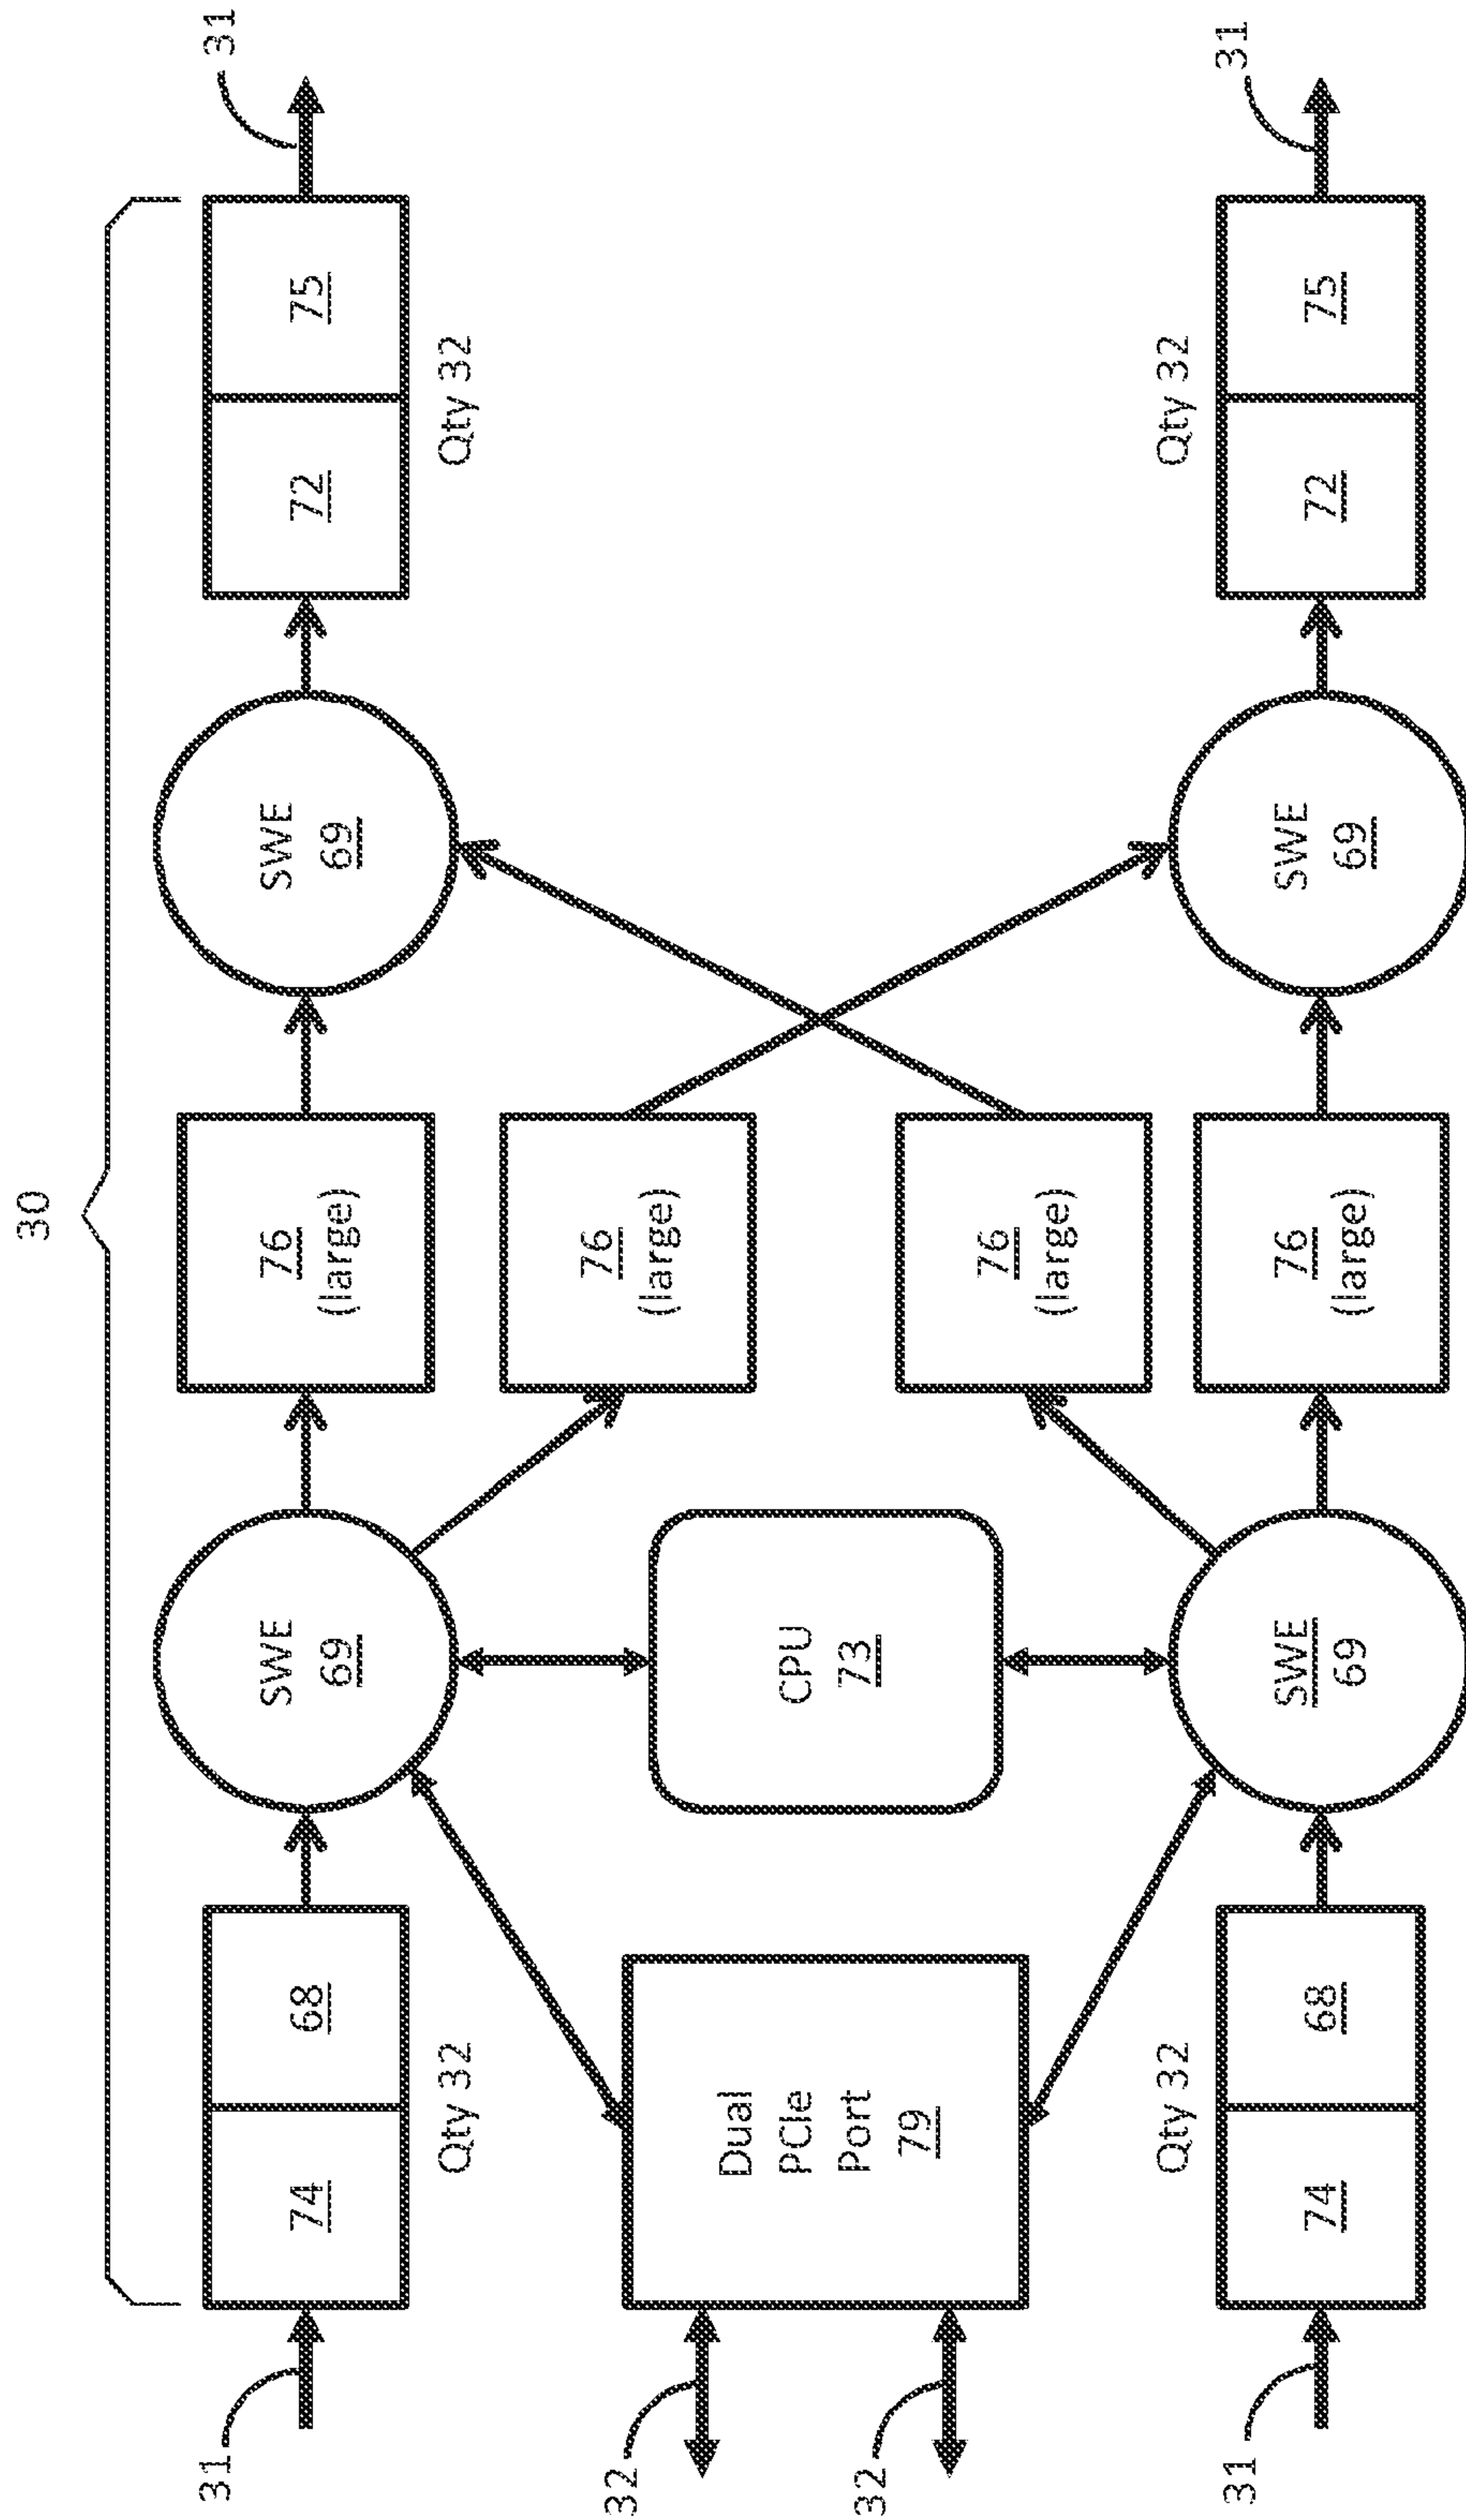 30
31
74
68
Qty 32
SWE
69
76
(large)
SWE
69
72
75
Qty 32
31
32
32
Dual
PCIe
Port
79
CPU
73
76
(large)
76
(large)
31
Qty 32
74
68
SWE
69
76
(large)
SWE
69
Qty 32
72
75
31